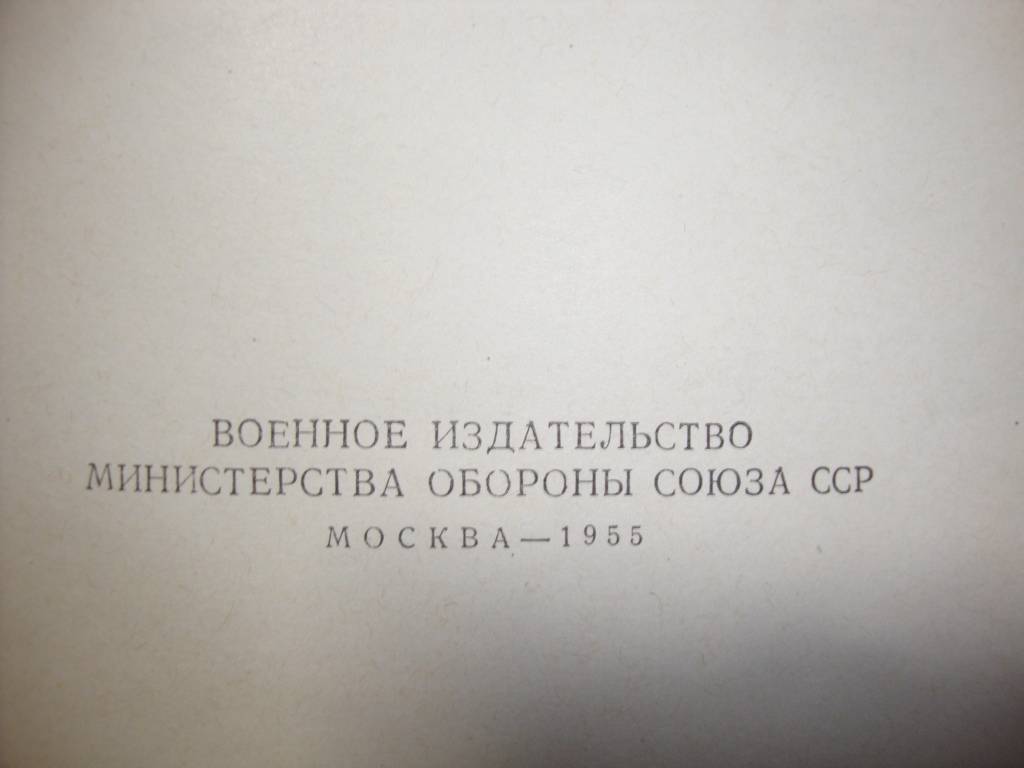 ВОЕННОЕ ИЗДАТЕЛЬСТВО
МИНИСТЕРСТВА ОБОРОНЫ СОЮЗА ССР
МОСКВА — 1955